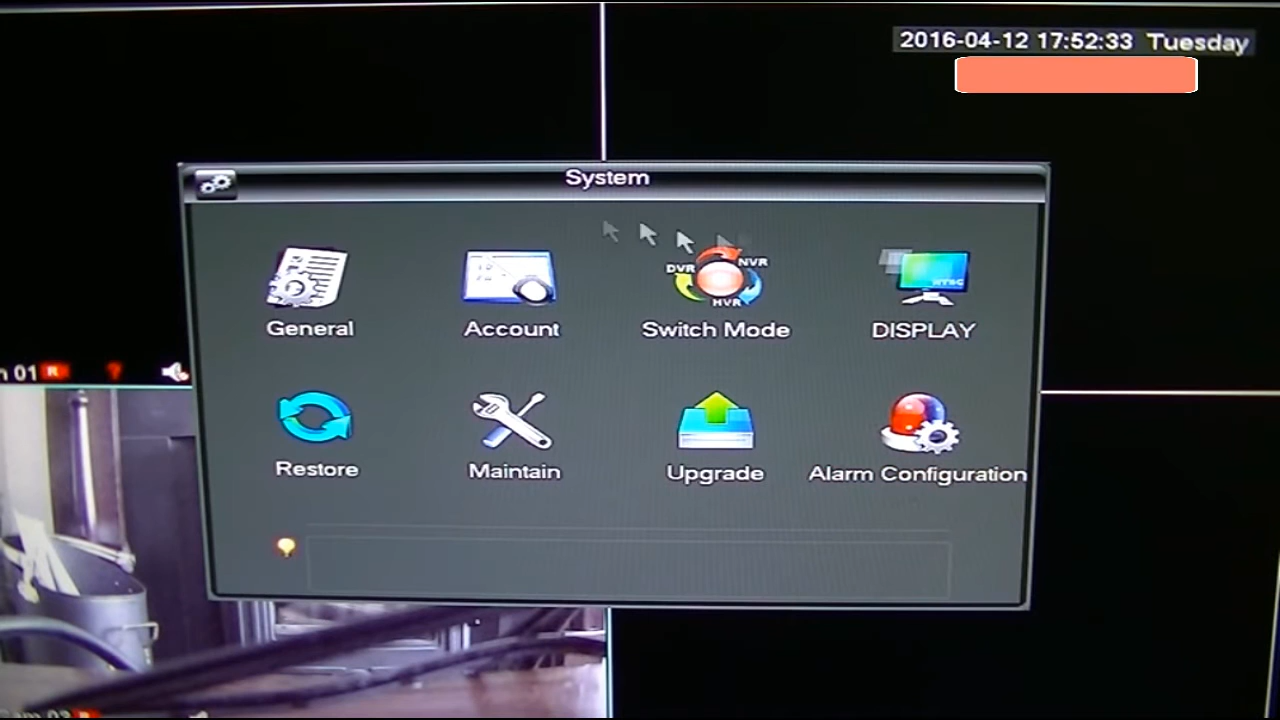 2016-04-12 17:52:33 Tuesday
System
DVR NVR
HVR
General Account Switch Mode DISPLAY
01 R
Restore Maintain Upgrade Alarm Configuration